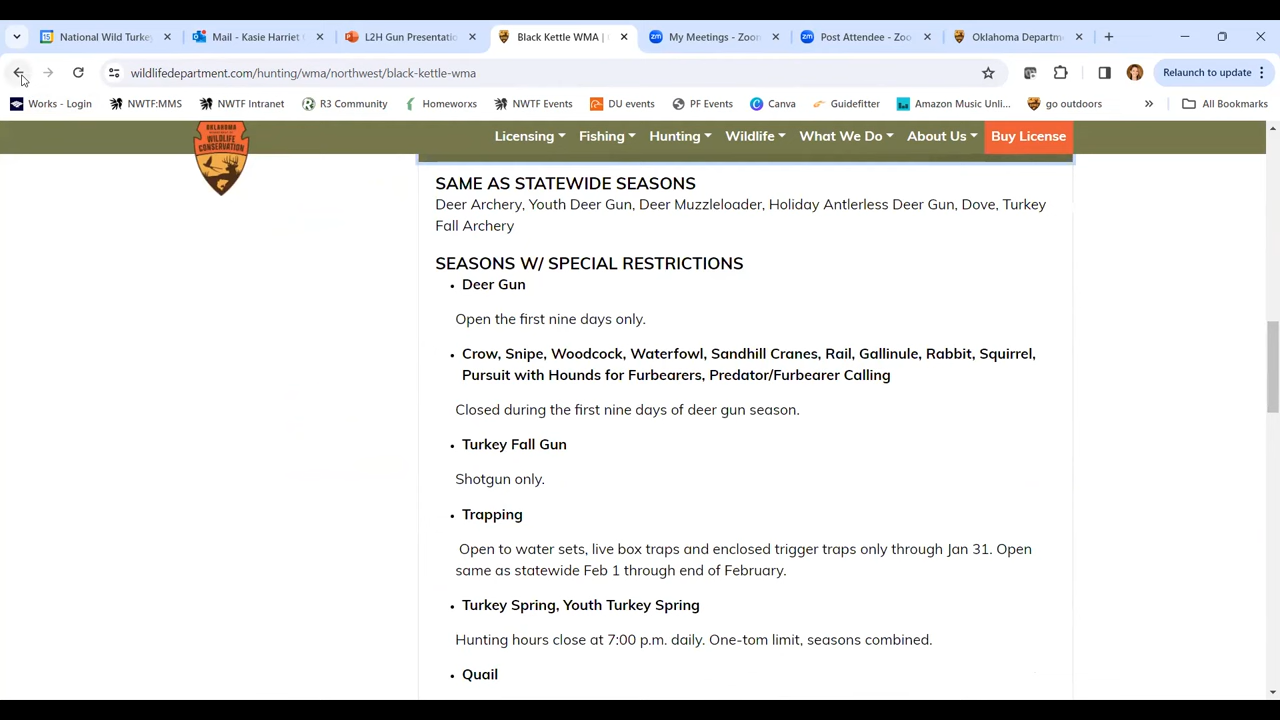 National Wild Turke
Mail - Kasie Harriet
L2H Gun Presentatio
Black Kettle WMA |
My Meetings - Zoo
Post Attendee - Zoo
Oklahoma Departm
wildlifedepartment.com/hunting/wma/northwest/black-kettle-wma
Relaunch to update
Works - Login
NWTF:MMS
NWTF Intranet
R3 Community
Homeworxs
NWTF Events
DU events
PF Events
Canva
Guidefitter
Amazon Music Unli...
go outdoors
»
All Bookmarks
OKLAHOMA
WILDLIFE
CONSERVATION
Licensing
Fishing
Hunting
Wildlife
What We Do
About Us
Buy License
SAME AS STATEWIDE SEASONS
Deer Archery, Youth Deer Gun, Deer Muzzleloader, Holiday Antlerless Deer Gun, Dove, Turkey
Fall Archery
SEASONS W/ SPECIAL RESTRICTIONS
• Deer Gun
Open the first nine days only.
• Crow, Snipe, Woodcock, Waterfowl, Sandhill Cranes, Rail, Gallinule, Rabbit, Squirrel,
Pursuit with Hounds for Furbearers, Predator/Furbearer Calling
Closed during the first nine days of deer gun season.
• Turkey Fall Gun
Shotgun only.
• Trapping
Open to water sets, live box traps and enclosed trigger traps only through Jan 31. Open
same as statewide Feb 1 through end of February.
• Turkey Spring, Youth Turkey Spring
Hunting hours close at 7:00 p.m. daily. One-tom limit, seasons combined.
• Quail